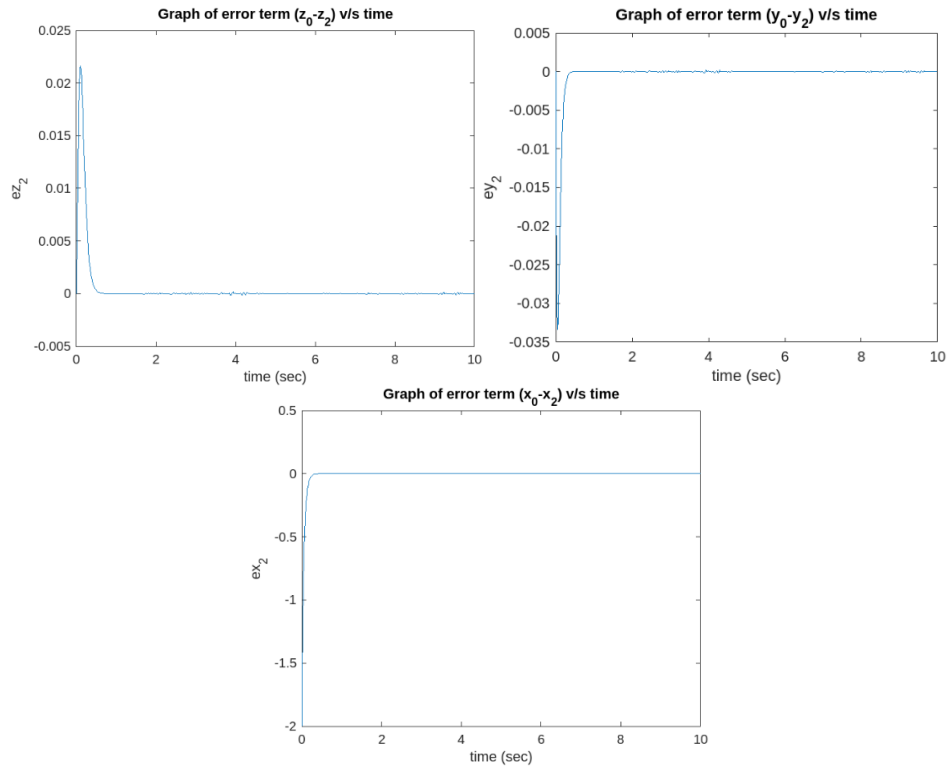 Graph of error term (z0-z2) v/s time
0.025
0.02
0.015
0.01
0.005
0
-0.005
ez2
0 2 4 6 8 10
time (sec)
Graph of error term (y0-y2) v/s time
0.005
0
-0.005
-0.01
-0.015
-0.02
-0.025
-0.03
-0.035
ey2
0 2 4 6 8 10
time (sec)
Graph of error term (x0-x2) v/s time
0.5
0
-0.5
-1
-1.5
-2
ex2
0 2 4 6 8 10
time (sec)